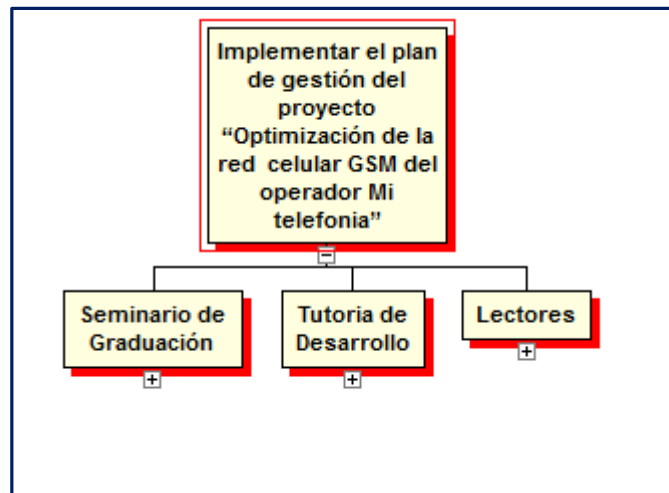 Implementar el plan
de gestión del
proyecto
“Optimización de la
red celular GSM del
operador Mi
telefonia”
Seminario de
Graduación
Tutoria de
Desarrollo
Lectores